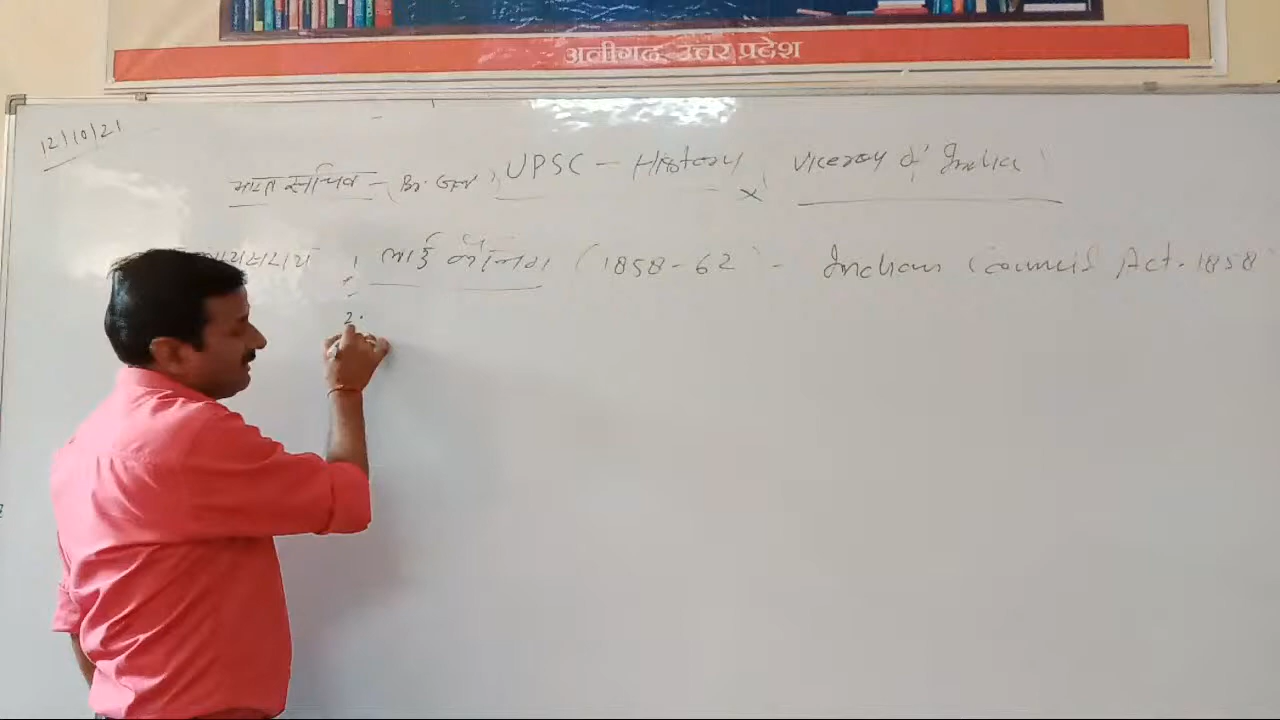 अलीगढ़, उत्तर प्रदेश
12/10/21
भारत सचिव - (Br. Gov) UPSC - History x Viceroy of India
वायसराय 1 लार्ड कैनिंग (1858-62) - Indian Council Act. 1858
2.